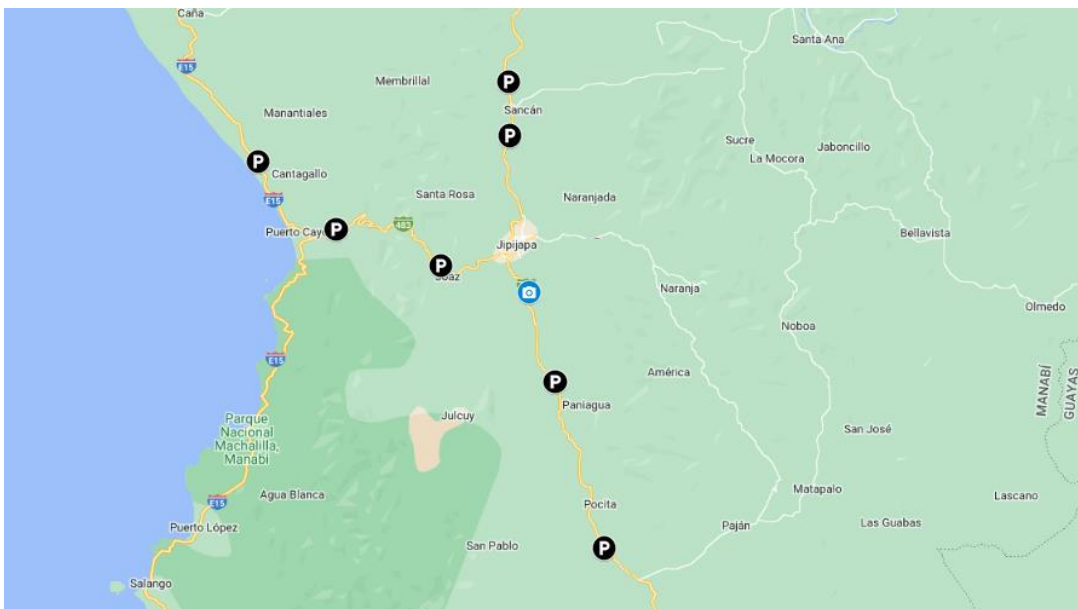 Caña
Santa Ana
E15
Membrillal
P
Sancán
Manantiales
P
Sucre
La Mocora
Jaboncillo
P
Cantagallo
Santa Rosa
Naranjada
E15
483
Puerto Cay
P
Bellavista
Jipijapa
P
Naranja
Olmedo
Noboa
E15
América
P
Paniagua
MANABÍ
GUAYAS
Julcuy
Parque
Nacional
Machalilla,
Manabí
San José
Agua Blanca
E15
Pocita
Matapalo
Lascano
Puerto López
Paján
Las Guabas
San Pablo
P
Salango